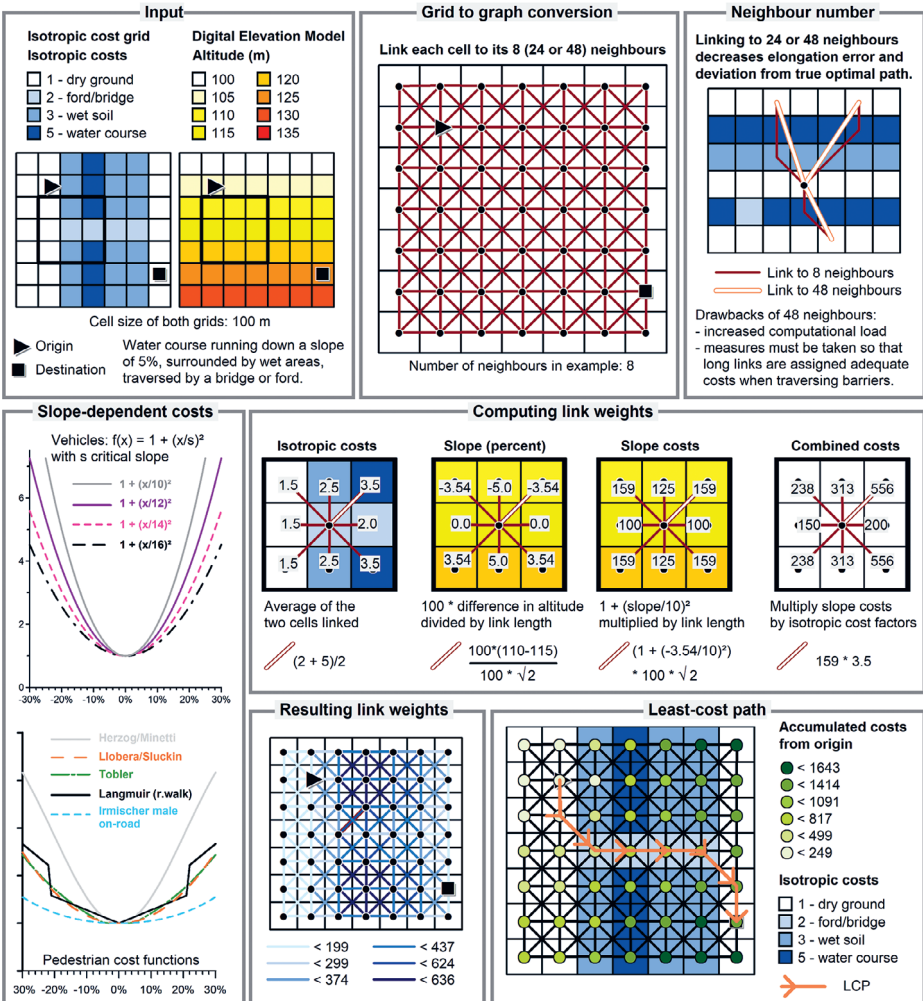 Input
Isotropic cost grid
Isotropic costs
1 - dry ground
2 - ford/bridge
3 - wet soil
5 - water course
Digital Elevation Model
Altitude (m)
100
105
110
115
120
125
130
135
Cell size of both grids: 100 m
Origin
Destination
Water course running down a slope
of 5%, surrounded by wet areas,
traversed by a bridge or ford.
Grid to graph conversion
Link each cell to its 8 (24 or 48) neighbours
Number of neighbours in example: 8
Neighbour number
Linking to 24 or 48 neighbours
decreases elongation error and
deviation from true optimal path.
Link to 8 neighbours
Link to 48 neighbours
Drawbacks of 48 neighbours:
- increased computational load
- measures must be taken so that
long links are assigned adequate
costs when traversing barriers.
Slope-dependent costs
Vehicles: f(x) = 1 + (x/s)²
with s critical slope
1 + (x/10)²
1 + (x/12)²
1 + (x/14)²
1 + (x/16)²
6
4
2
0
-30% -20% -10% 0% 10% 20% 30%
Herzog/Minetti
Llobera/Sluckin
Tobler
Langmuir (r.walk)
Irmischer male
on-road
Pedestrian cost functions
30% -20% -10% 0% 10% 20% 30%
Computing link weights
Isotropic costs
1.5 2.5 3.5
1.5 2.0
1.5 2.5 3.5
Average of the
two cells linked
(2 + 5)/2
Slope (percent)
-3.54 -5.0 -3.54
0.0 0.0
3.54 5.0 3.54
100 * difference in altitude
divided by link length
100*(110-115)
100 * √2
Slope costs
159 125 159
100 100
159 125 159
1 + (slope/10)²
multiplied by link length
(1 + (-3.54/10)²)
* 100 * √2
Combined costs
238 313 556
150 200
238 313 556
Multiply slope costs
by isotropic cost factors
159 * 3.5
Resulting link weights
< 199
< 299
< 374
< 437
< 624
< 636
Least-cost path
Accumulated costs
from origin
< 1643
< 1414
< 1091
< 817
< 499
< 249
Isotropic costs
1 - dry ground
2 - ford/bridge
3 - wet soil
5 - water course
LCP